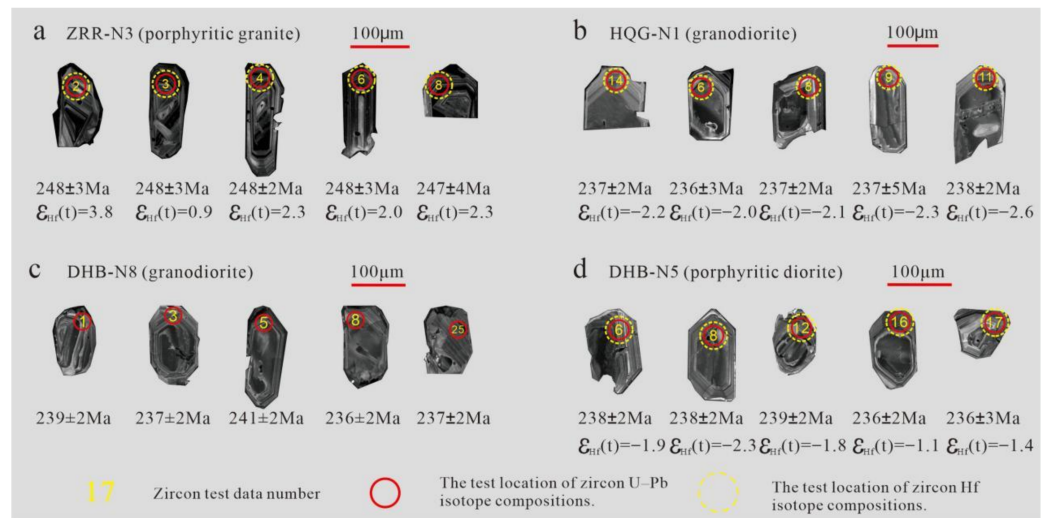 a ZRR-N3 (porphyritic granite) 100μm
2 3 4 6 8
248±3Ma 248±3Ma 248±2Ma 248±3Ma 247±4Ma
εHf(t)=3.8 εHf(t)=0.9 εHf(t)=2.3 εHf(t)=2.0 εHf(t)=2.3
b HQG-N1 (granodiorite) 100μm
14 6 8 9 11
237±2Ma 236±3Ma 237±2Ma 237±5Ma 238±2Ma
εHf(t)=−2.2 εHf(t)=−2.0 εHf(t)=−2.1 εHf(t)=−2.3 εHf(t)=−2.6
c DHB-N8 (granodiorite) 100μm
1 3 5 8 25
239±2Ma 237±2Ma 241±2Ma 236±2Ma 237±2Ma
d DHB-N5 (porphyritic diorite) 100μm
6 8 12 16 17
238±2Ma 238±2Ma 239±2Ma 236±2Ma 236±3Ma
εHf(t)=−1.9 εHf(t)=−2.3 εHf(t)=−1.8 εHf(t)=−1.1 εHf(t)=−1.4
17 Zircon test data number
The test location of zircon U–Pb
isotope compositions.
The test location of zircon Hf
isotope compositions.